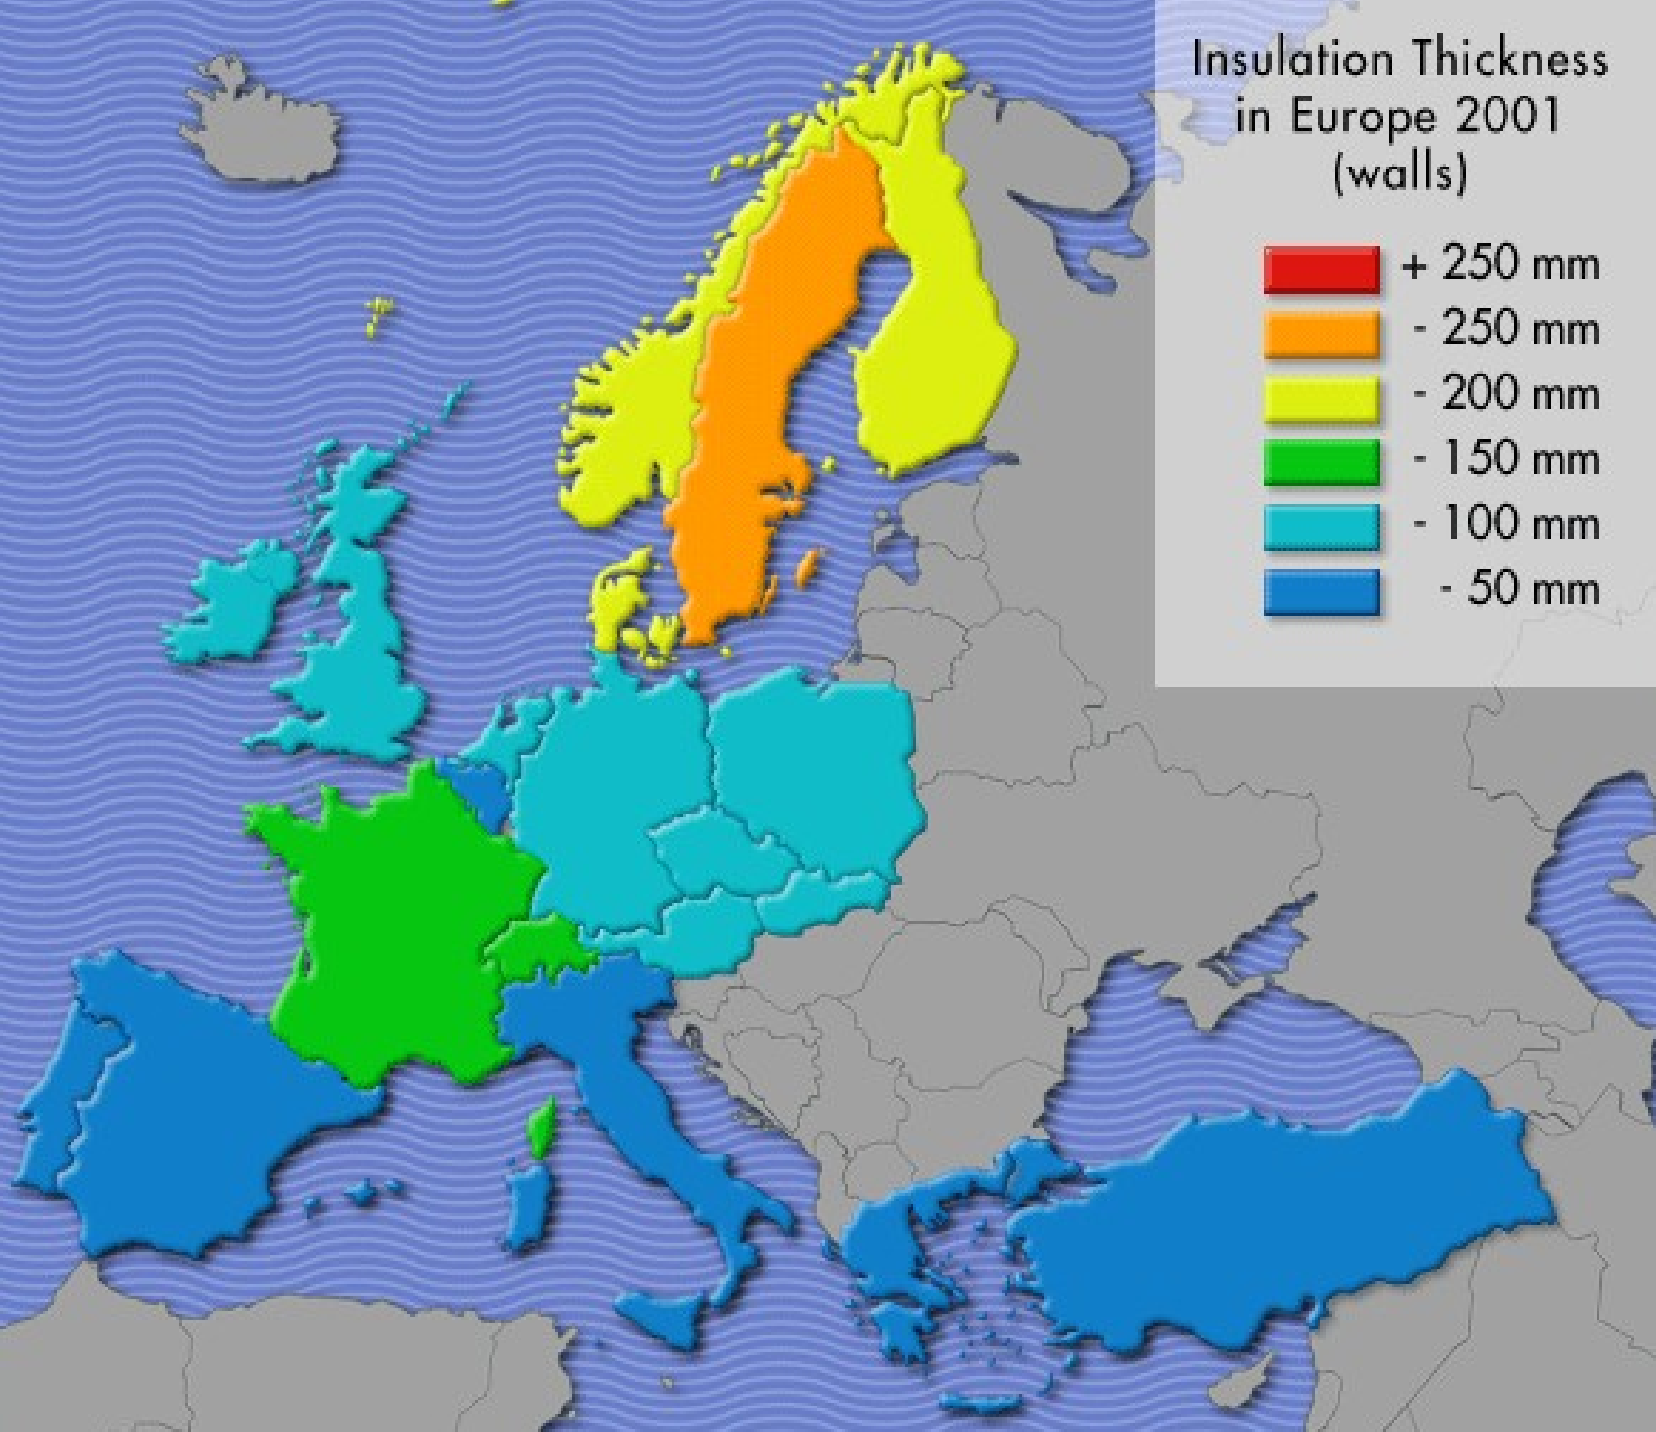 Insulation Thickness
in Europe 2001
(walls)
+ 250 mm
- 250 mm
- 200 mm
- 150 mm
- 100 mm
- 50 mm